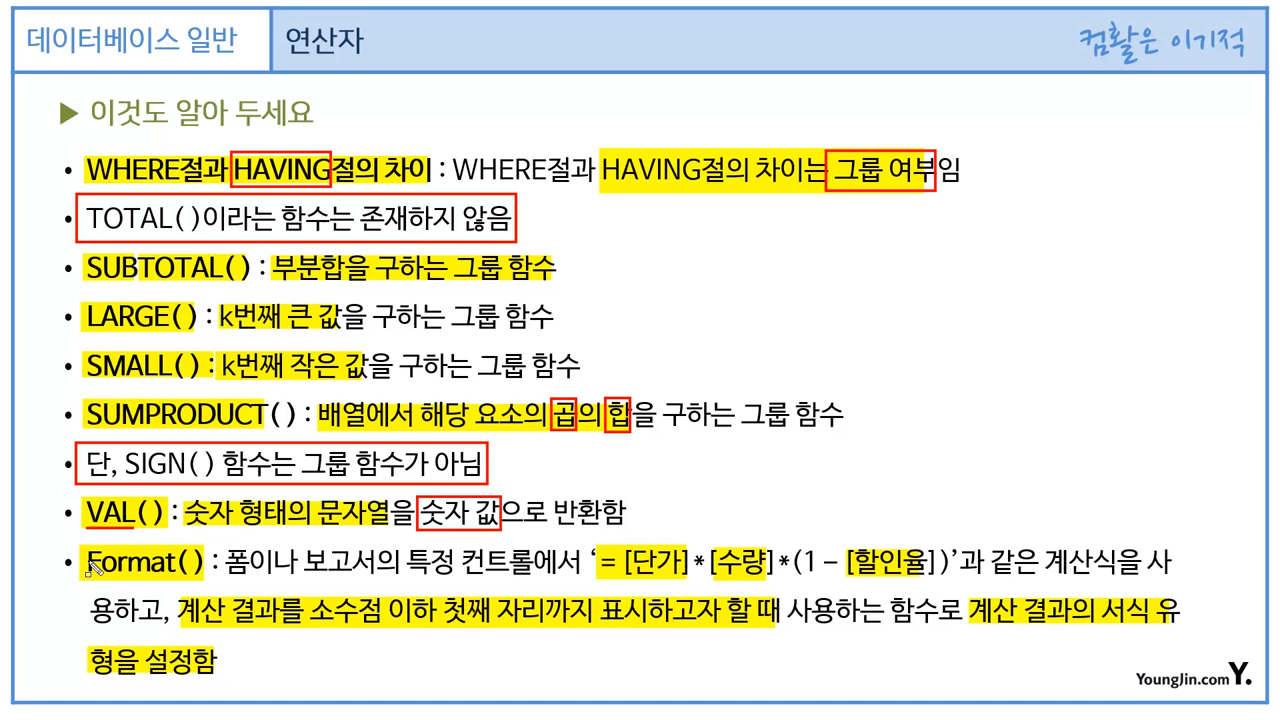 데이터베이스 일반
연산자
컴활은 이기적
▶ 이것도 알아 두세요
• WHERE절과 HAVING절의 차이 : WHERE절과 HAVING절의 차이는 그룹 여부임
• TOTAL()이라는 함수는 존재하지 않음
• SUBTOTAL() : 부분합을 구하는 그룹 함수
• LARGE() : k번째 큰 값을 구하는 그룹 함수
• SMALL() : k번째 작은 값을 구하는 그룹 함수
• SUMPRODUCT() : 배열에서 해당 요소의 곱의 합을 구하는 그룹 함수
• 단, SIGN() 함수는 그룹 함수가 아님
• VAL() : 숫자 형태의 문자열을 숫자 값으로 반환함
• Format() : 폼이나 보고서의 특정 컨트롤에서 ‘= [단가]*[수량]*(1 – [할인율])’과 같은 계산식을 사
용하고, 계산 결과를 소수점 이하 첫째 자리까지 표시하고자 할 때 사용하는 함수로 계산 결과의 서식 유
형을 설정함
YoungJin.com Y.